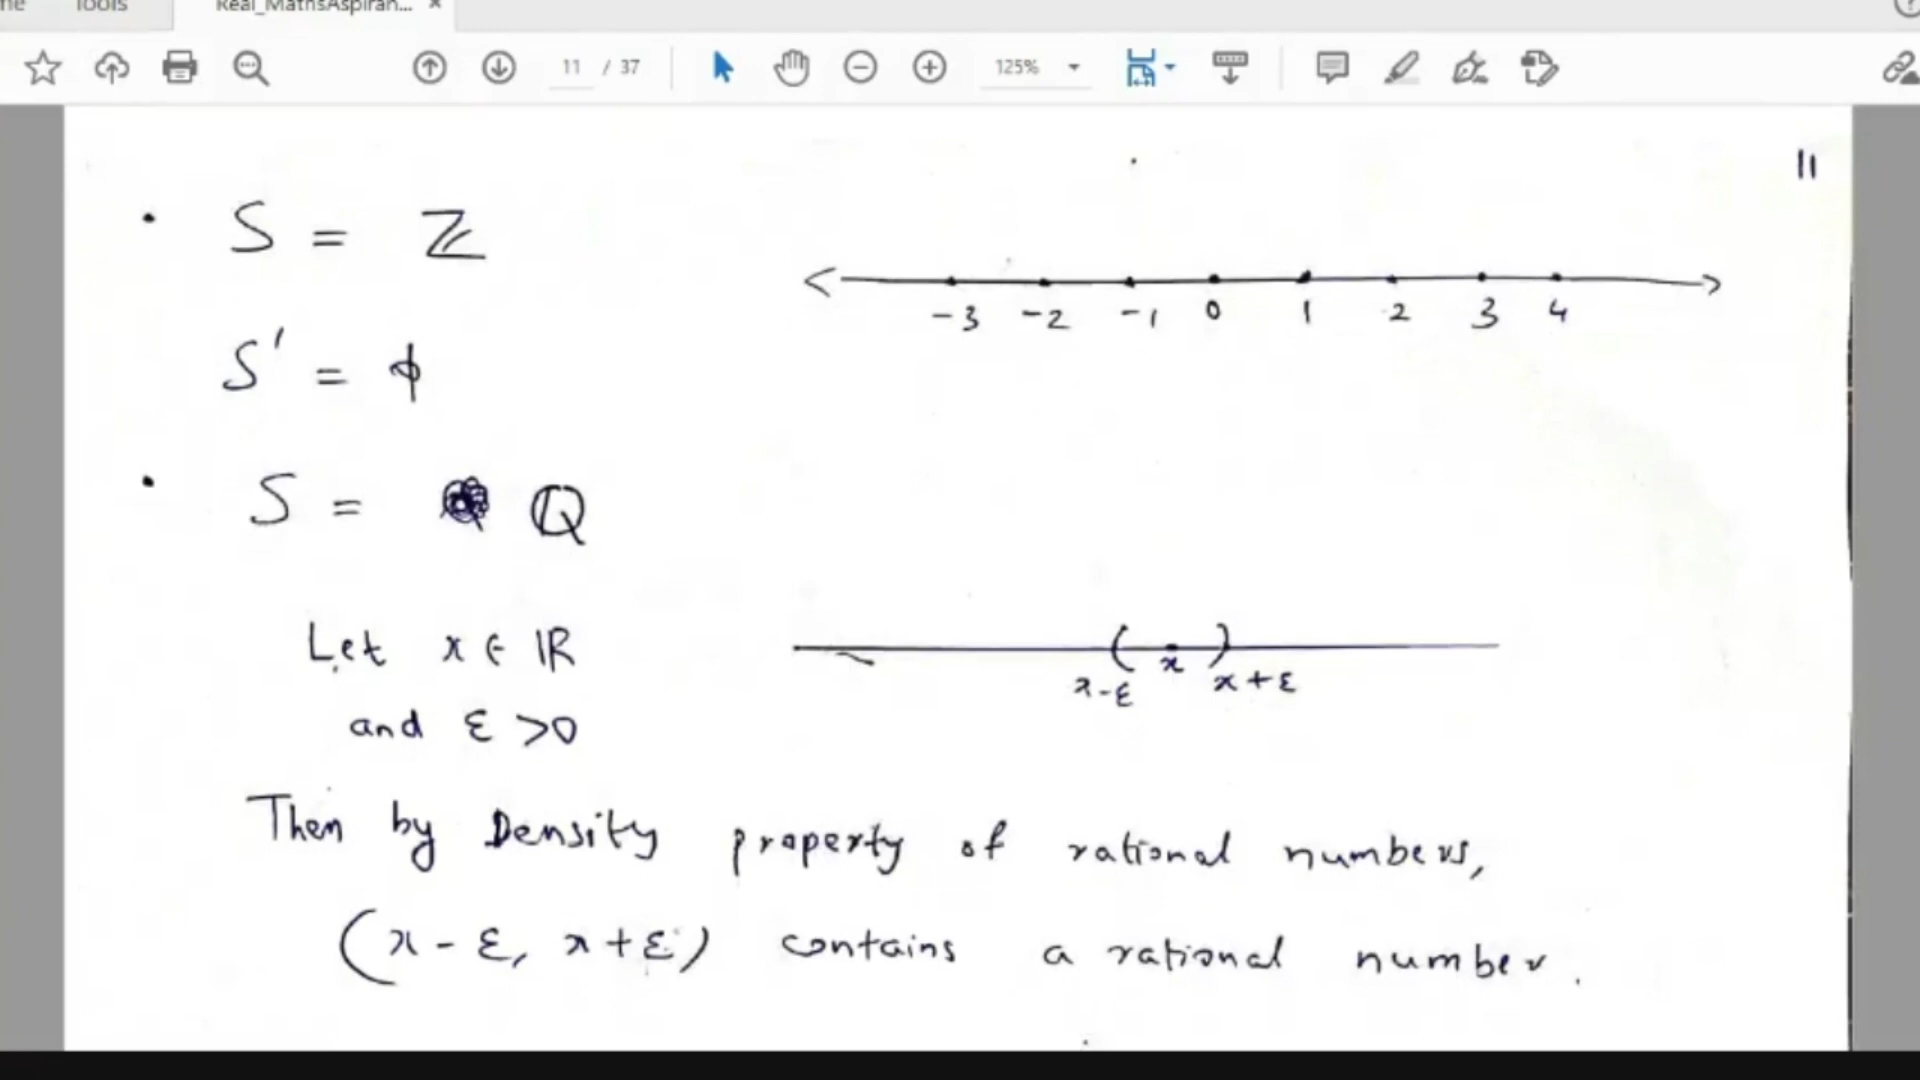 Tools
Real_MathsAspiran... ×
11 / 37
125%
11
• S = ℤ
-3 -2 -1 0 1 2 3 4
S' = ϕ
• S = ℚ
Let x ∈ ℝ
( x )
x-ε x+ε
and ε >0
Then by Density property of rational numbers,
(x - ε, x+ε) contains a rational number.